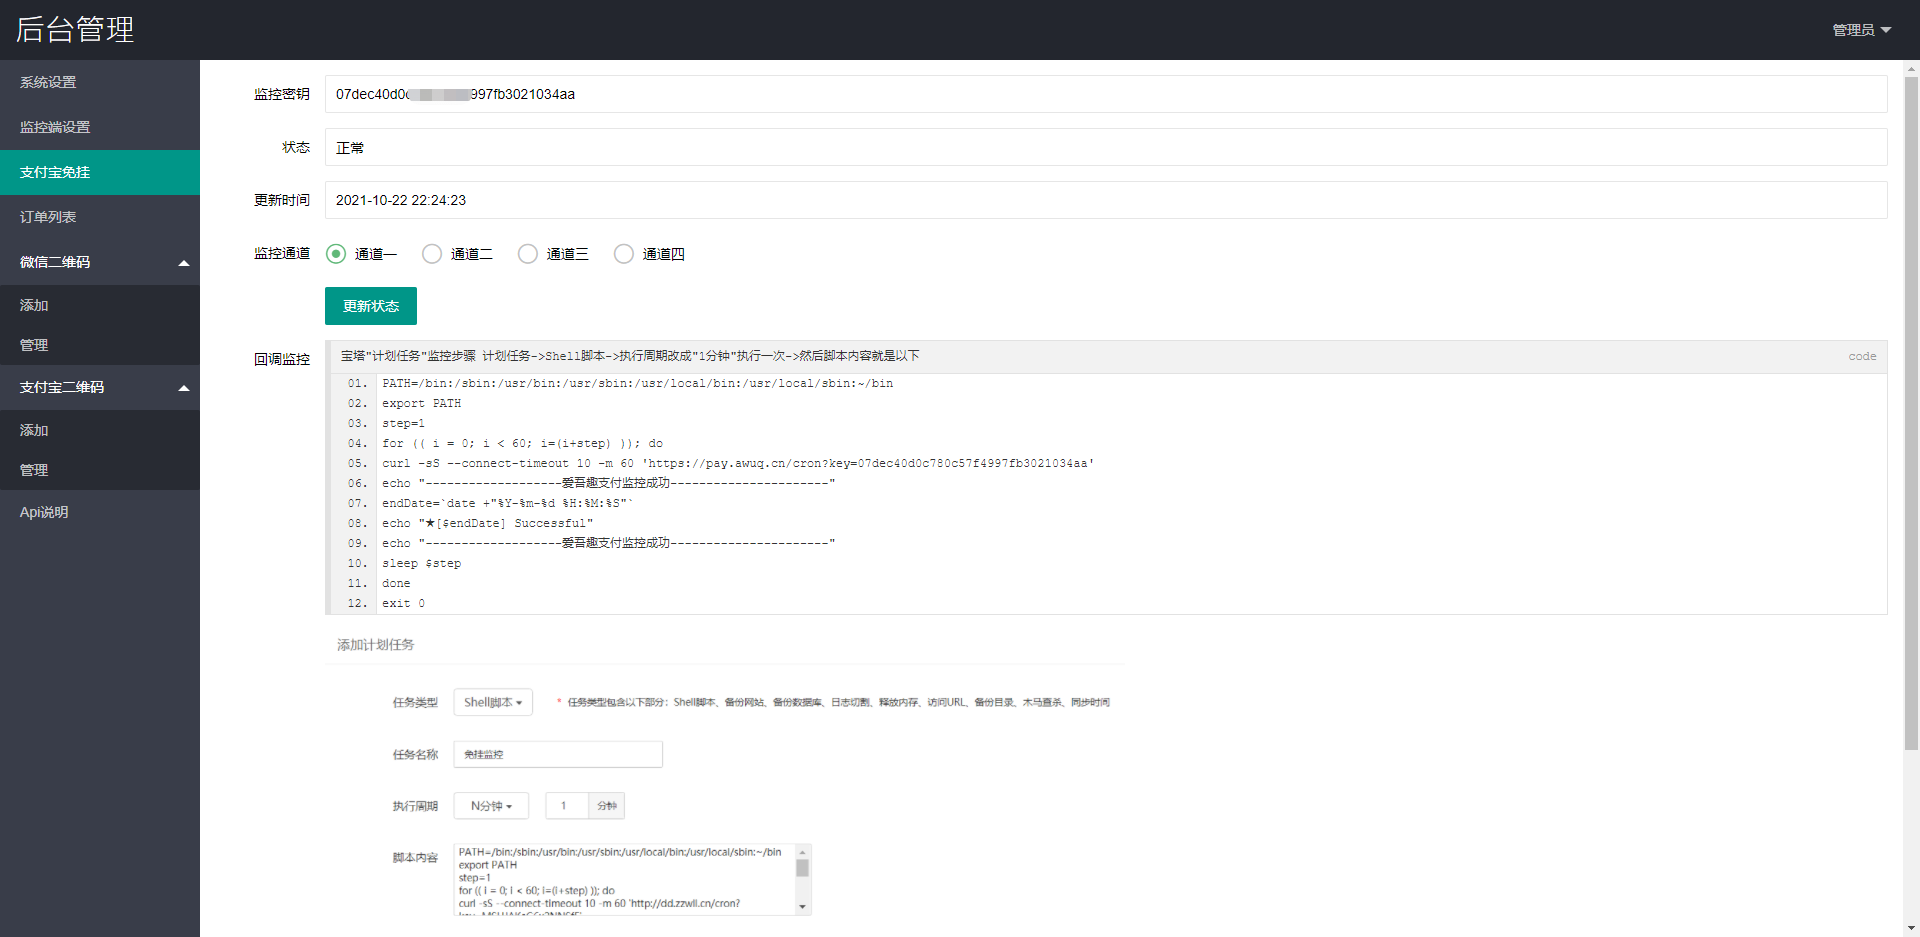 后台管理
管理员
系统设置
监控端设置
支付宝免挂
订单列表
微信二维码
添加
管理
支付宝二维码
添加
管理
Api说明
监控密钥 07dec40d0 997fb3021034aa
状态 正常
更新时间 2021-10-22 22:24:23
监控通道 通道一 通道二 通道三 通道四
更新状态
回调监控 宝塔"计划任务"监控步骤 计划任务->Shell脚本->执行周期改成"1分钟"执行一次->然后脚本内容就是以下 code
01. PATH=/bin:/sbin:/usr/bin:/usr/sbin:/usr/local/bin:/usr/local/sbin:~/bin
02. export PATH
03. step=1
04. for (( i = 0; i < 60; i=(i+step) )); do
05. curl -sS --connect-timeout 10 -m 60 'https://pay.awuq.cn/cron?key=07dec40d0c780c57f4997fb3021034aa'
06. echo "-------------------爱吾趣支付监控成功----------------------"
07. endDate=`date +"%Y-%m-%d %H:%M:%S"`
08. echo "★[$endDate] Successful"
09. echo "-------------------爱吾趣支付监控成功----------------------"
10. sleep $step
11. done
12. exit 0
添加计划任务
任务类型 Shell脚本 * 任务类型包含以下部分：Shell脚本、备份网站、备份数据库、日志切割、释放内存、访问URL、备份目录、木马查杀、同步时间
任务名称 免挂监控
执行周期 N分钟 1 分钟
脚本内容 PATH=/bin:/sbin:/usr/bin:/usr/sbin:/usr/local/bin:/usr/local/sbin:~/bin
export PATH
step=1
for (( i = 0; i < 60; i=(i+step) )); do
curl -sS --connect-timeout 10 -m 60 'http://dd.zzwll.cn/cron?